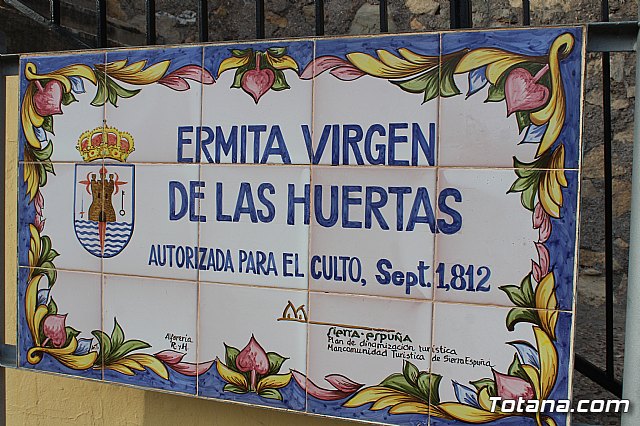 ERMITA VIRGEN
DE LAS HUERTAS
AUTORIZADA PARA EL CULTO, Sept. 1,812
Alfarería
R y H
SIERRA-ESPUÑA
Plan de dinamización turística
Mancomunidad Turística de Sierra Espuña
Totana.com